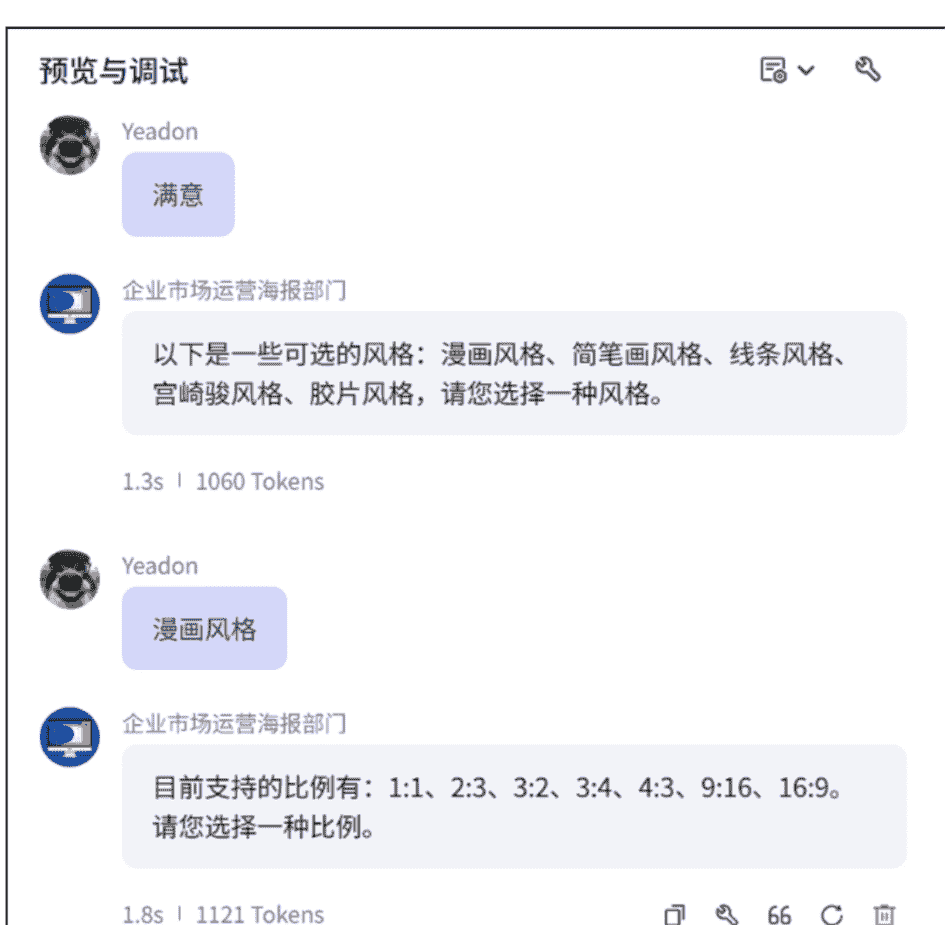 预览与调试
Yeadon
满意
企业市场运营海报部门
以下是一些可选的风格：漫画风格、简笔画风格、线条风格、
宫崎骏风格、胶片风格，请您选择一种风格。
1.3s | 1060 Tokens
Yeadon
漫画风格
企业市场运营海报部门
目前支持的比例有：1:1、2:3、3:2、3:4、4:3、9:16、16:9。
请您选择一种比例。
1.8s | 1121 Tokens